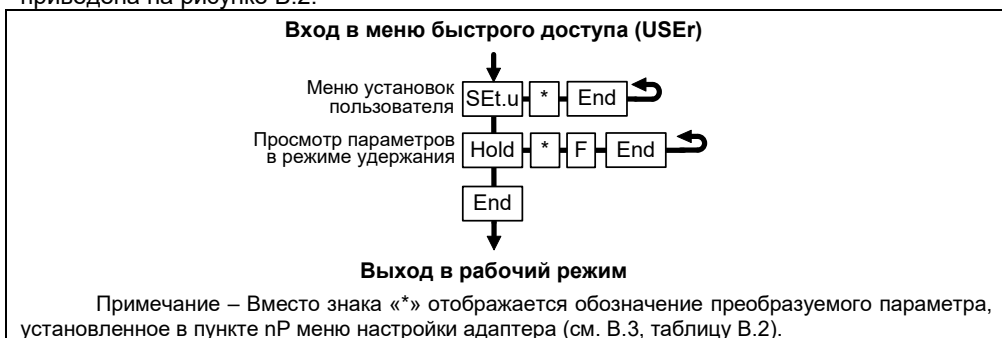 приведена на рисунке В.2.
Вход в меню быстрого доступа (USEr)
Меню установок
пользователя
SEt.u * End
Просмотр параметров
в режиме удержания
Hold * F End
End
Выход в рабочий режим
Примечание – Вместо знака «*» отображается обозначение преобразуемого параметра,
установленное в пункте nP меню настройки адаптера (см. В.3, таблицу В.2).